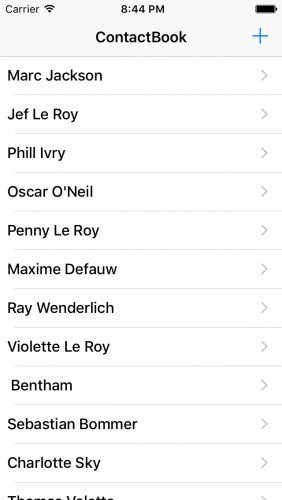 Carrier 8:44 PM
ContactBook +
Marc Jackson
Jef Le Roy
Phill Ivry
Oscar O'Neil
Penny Le Roy
Maxime Defauw
Ray Wenderlich
Violette Le Roy
Bentham
Sebastian Bommer
Charlotte Sky